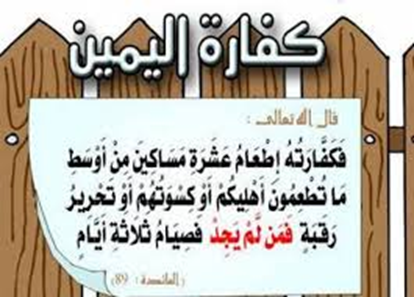 كفارة اليمين
قال الله تعالى :
فَكَفَّارَتُهُ إِطْعَامُ عَشَرَةِ مَسَاكِينَ مِنْ أَوْسَطِ
مَا تُطْعِمُونَ أَهْلِيكُمْ أَوْ كِسْوَتُهُمْ أَوْ تَحْرِيرُ
رَقَبَةٍ فَمَن لَّمْ يَجِدْ فَصِيَامُ ثَلَاثَةِ أَيَّامٍ
(المائدة : 89)